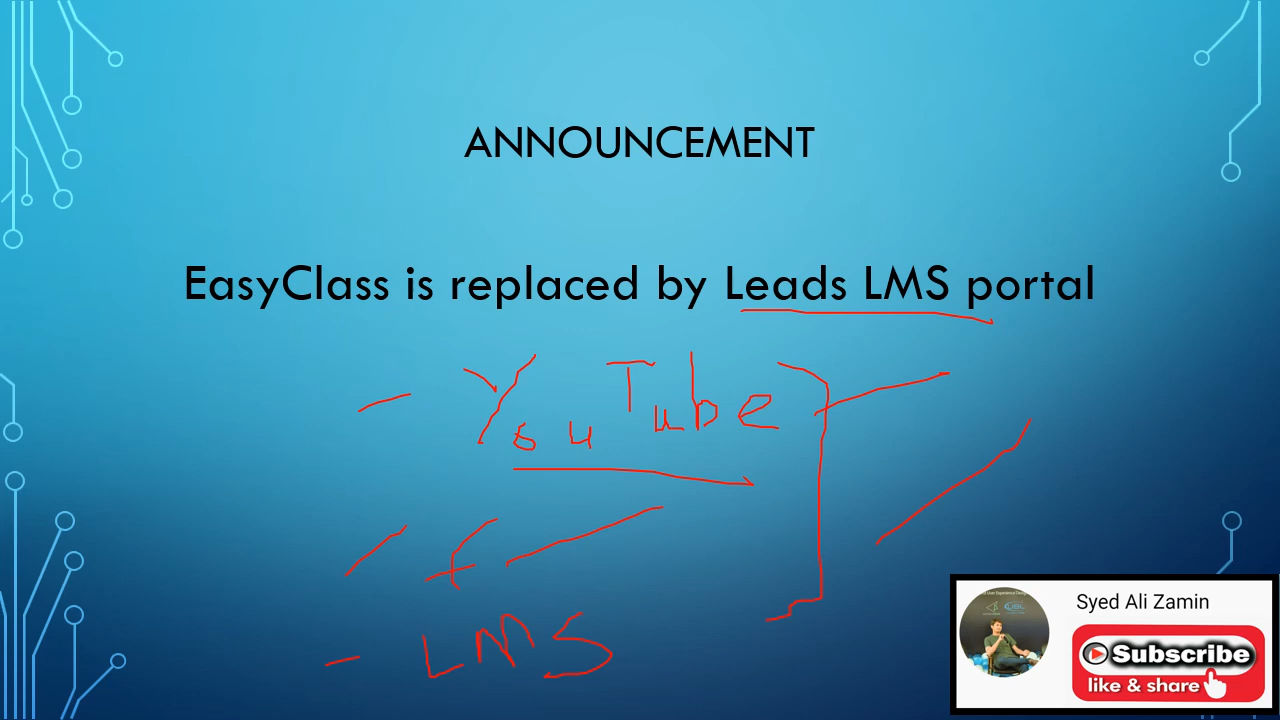 ANNOUNCEMENT
EasyClass is replaced by Leads LMS portal
- YouTube
- f
- LMS
Syed Ali Zamin
Subscribe
like & share